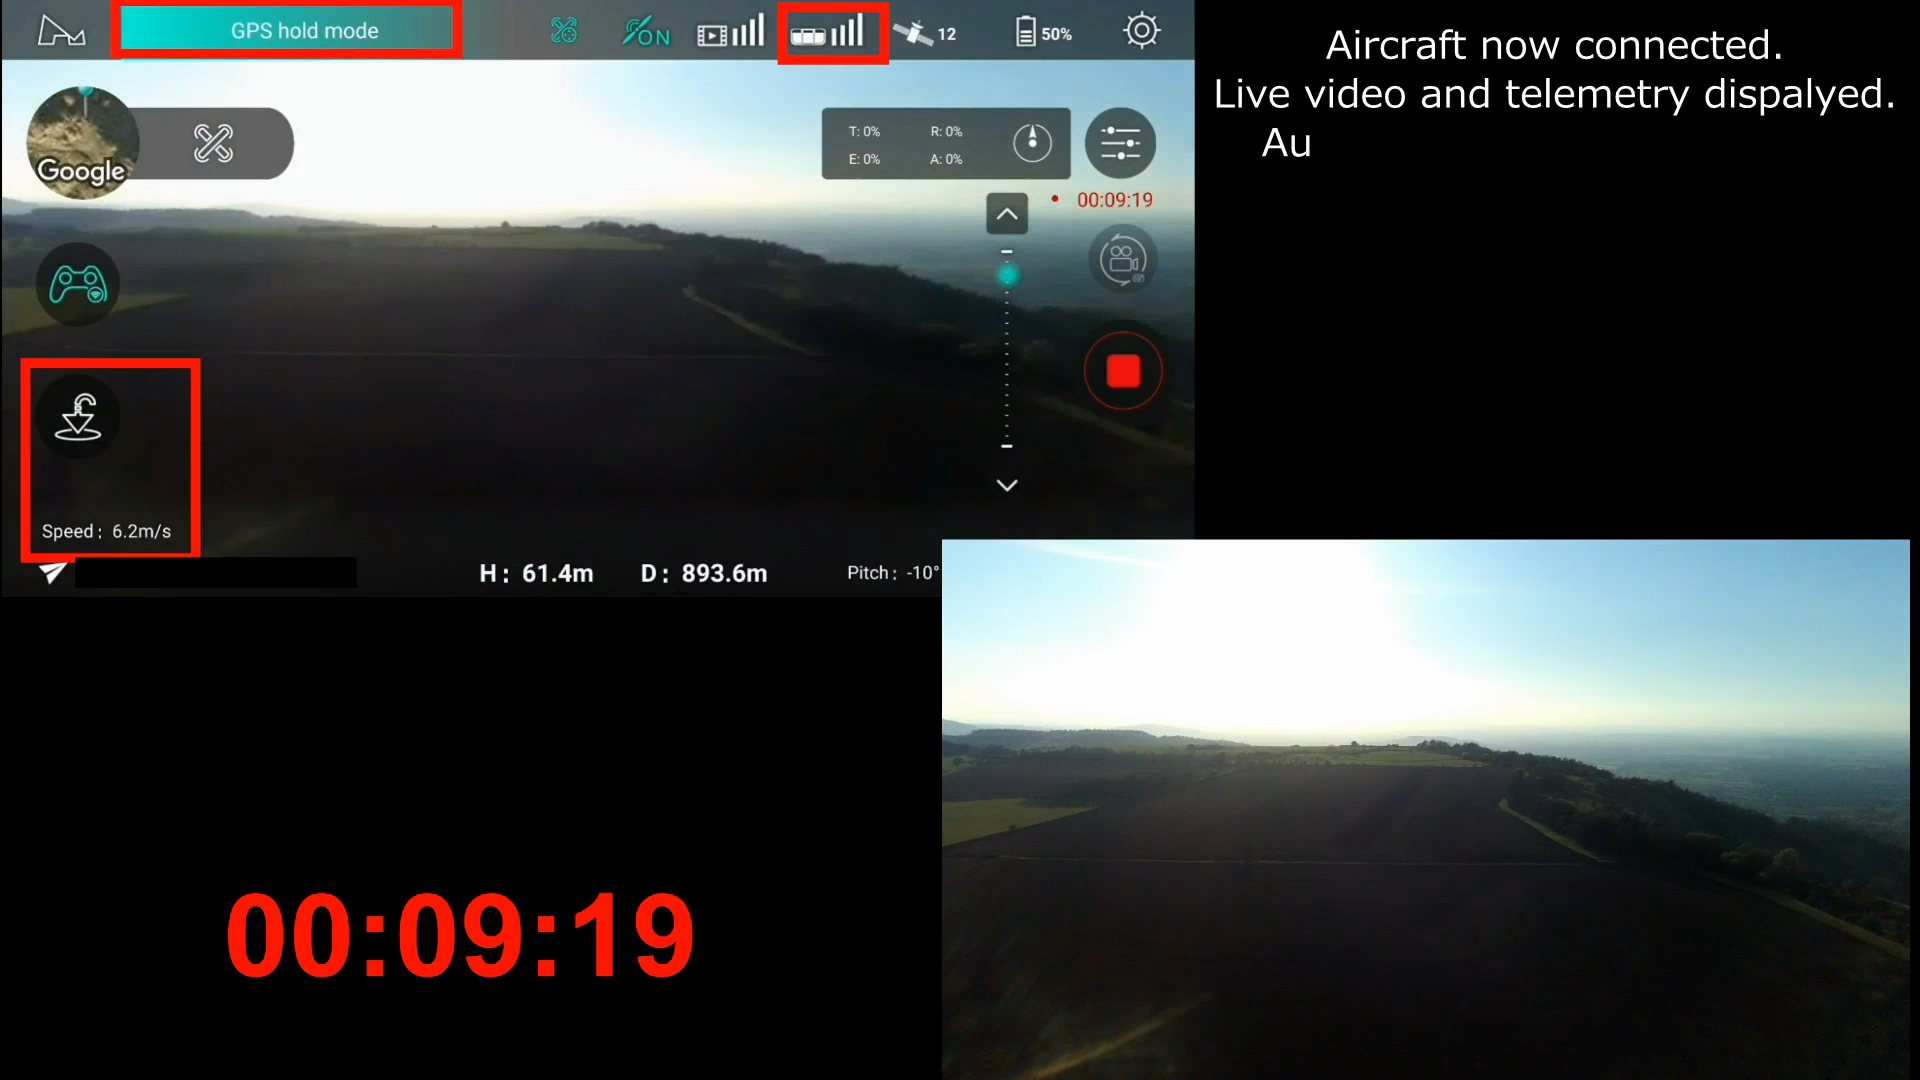 GPS hold mode
ON
12
50%
Aircraft now connected.
Live video and telemetry dispalyed.
Au
Google
T: 0%
R: 0%
E: 0%
A: 0%
00:09:19
Speed : 6.2m/s
H : 61.4m
D : 893.6m
Pitch : -10°
00:09:19